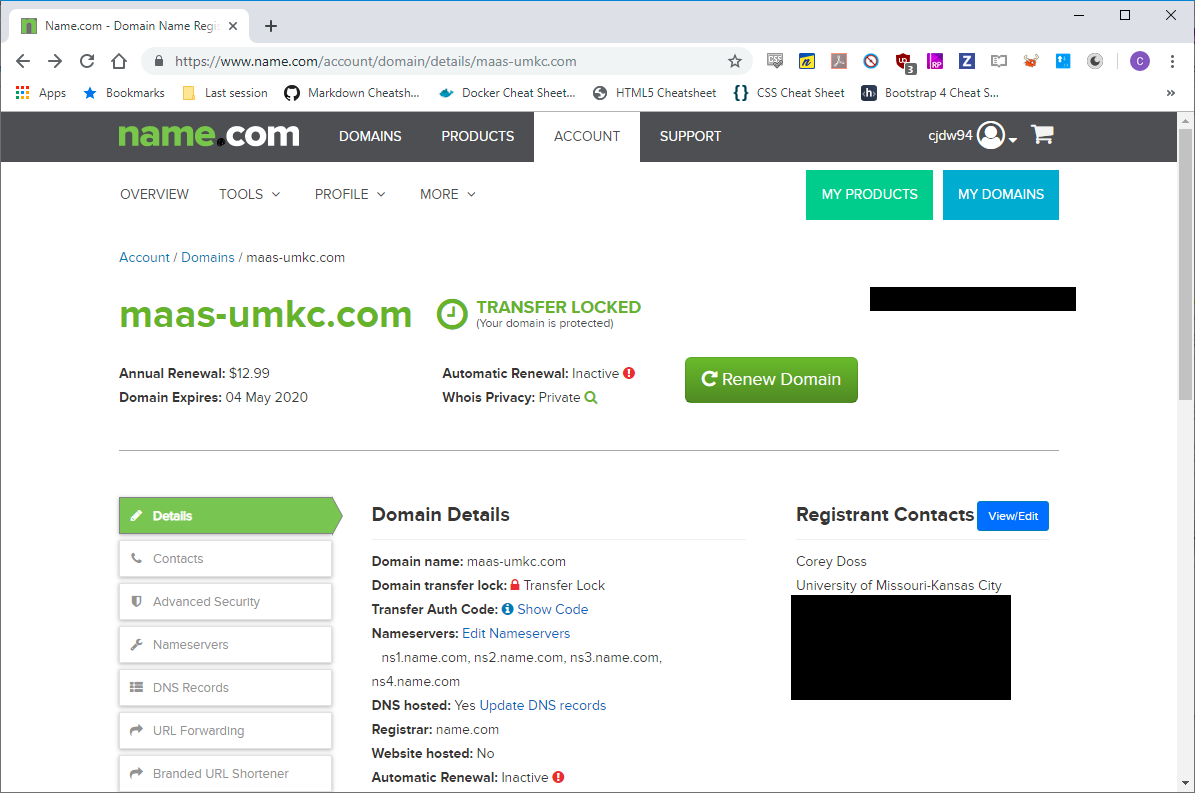 Name.com - Domain Name Regis
https://www.name.com/account/domain/details/maas-umkc.com
Apps Bookmarks Last session Markdown Cheatsh... Docker Cheat Sheet... HTML5 Cheatsheet CSS Cheat Sheet Bootstrap 4 Cheat S... »
name.com DOMAINS PRODUCTS ACCOUNT SUPPORT cjdw94
OVERVIEW TOOLS PROFILE MORE MY PRODUCTS MY DOMAINS
Account / Domains / maas-umkc.com
maas-umkc.com
TRANSFER LOCKED
(Your domain is protected)
Annual Renewal: $12.99
Domain Expires: 04 May 2020
Automatic Renewal: Inactive
Whois Privacy: Private
Renew Domain
Details
Contacts
Advanced Security
Nameservers
DNS Records
URL Forwarding
Branded URL Shortener
Domain Details
Domain name: maas-umkc.com
Domain transfer lock: Transfer Lock
Transfer Auth Code: Show Code
Nameservers: Edit Nameservers
ns1.name.com, ns2.name.com, ns3.name.com,
ns4.name.com
DNS hosted: Yes Update DNS records
Registrar: name.com
Website hosted: No
Automatic Renewal: Inactive
Registrant Contacts View/Edit
Corey Doss
University of Missouri-Kansas City